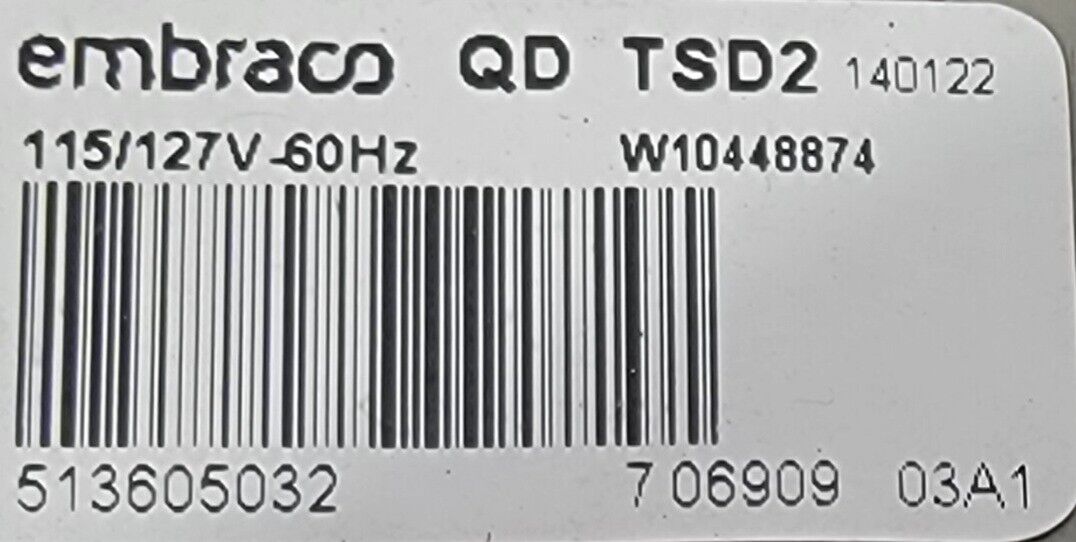 embraco QD TSD2 140122
115/127V-60Hz W10448874
513605032 7 06909 03A1